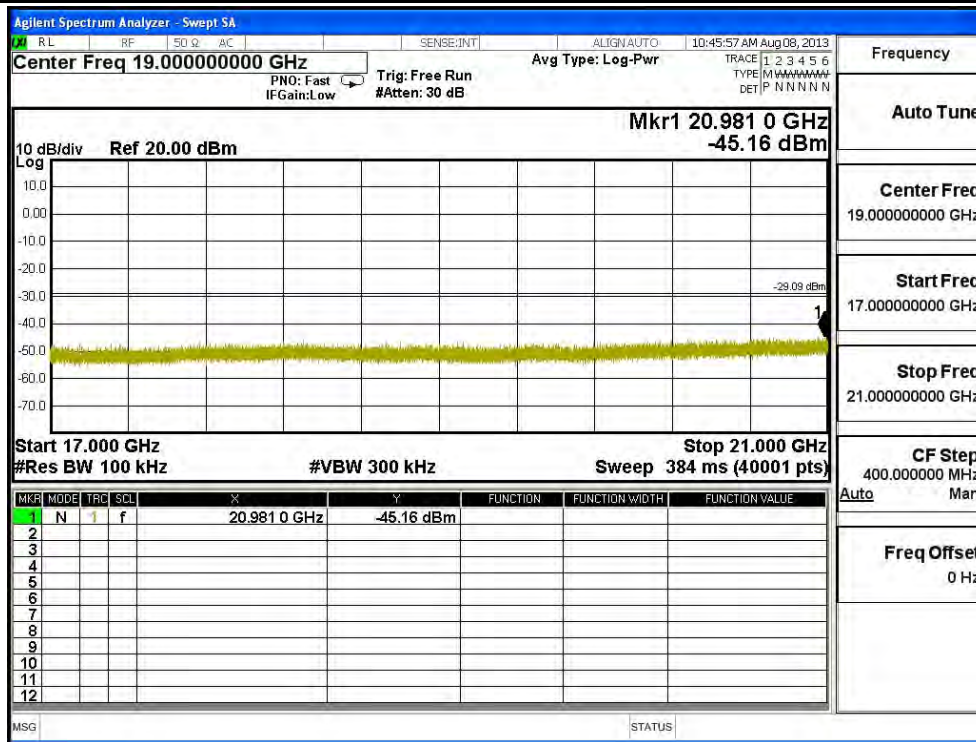 Agilent Spectrum Analyzer - Swept SA
RL RF 50 Ω AC SENSE:INT ALIGNAUTO 10:45:57 AM Aug 08, 2013
Center Freq 19.000000000 GHz
PNO: Fast
IFGain:Low
Trig: Free Run
#Atten: 30 dB
Avg Type: Log-Pwr
TRACE 1 2 3 4 5 6
TYPE MWWWWW
DET P N N N N N
Mkr1 20.981 0 GHz
-45.16 dBm
10 dB/div Ref 20.00 dBm
Log
10.0
0.00
-10.0
-20.0
-30.0
-40.0
-50.0
-60.0
-70.0
-29.09 dBm
1
Start 17.000 GHz Stop 21.000 GHz
#Res BW 100 kHz #VBW 300 kHz Sweep 384 ms (40001 pts)
MKR MODE TRC SCL X Y FUNCTION FUNCTION WIDTH FUNCTION VALUE
1 N 1 f 20.981 0 GHz -45.16 dBm
2
3
4
5
6
7
8
9
10
11
12
MSG STATUS
Frequency
Auto Tune
Center Freq
19.000000000 GHz
Start Freq
17.000000000 GHz
Stop Freq
21.000000000 GHz
CF Step
400.000000 MHz
Auto Man
Freq Offset
0 Hz